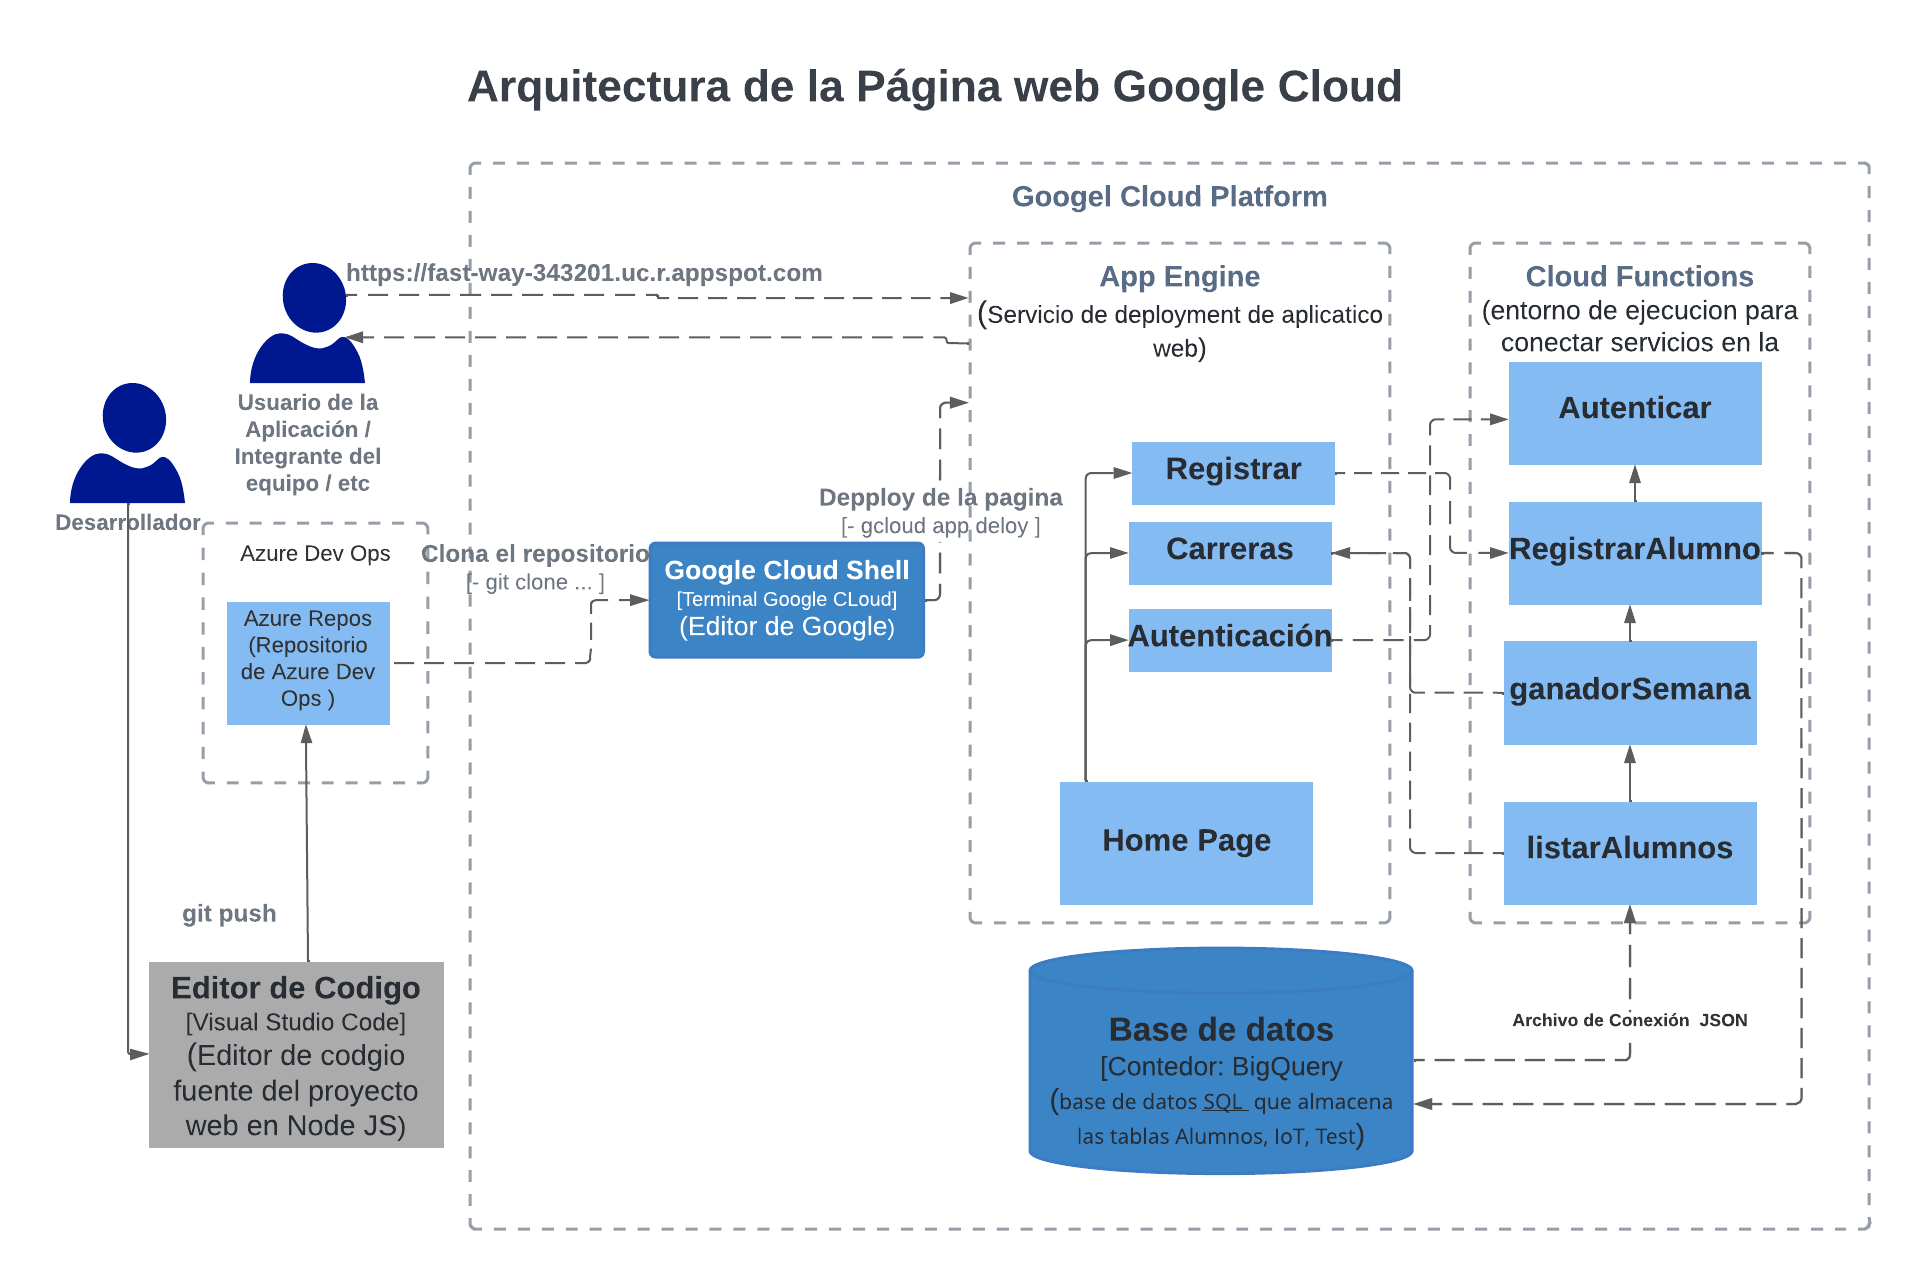 Arquitectura de la Página web Google Cloud
Googel Cloud Platform
https://fast-way-343201.uc.r.appspot.com
Usuario de la
Aplicación /
Integrante del
equipo / etc
Desarrollador
Azure Dev Ops
Azure Repos
(Repositorio
de Azure Dev
Ops )
git push
Editor de Codigo
[Visual Studio Code]
(Editor de codgio
fuente del proyecto
web en Node JS)
Clona el repositorio
[- git clone ... ]
Google Cloud Shell
[Terminal Google CLoud]
(Editor de Google)
Depploy de la pagina
[- gcloud app deloy ]
App Engine
(Servicio de deployment de aplicatico
web)
Registrar
Carreras
Autenticación
Home Page
Cloud Functions
(entorno de ejecucion para
conectar servicios en la
Autenticar
RegistrarAlumno
ganadorSemana
listarAlumnos
Archivo de Conexión  JSON
Base de datos
[Contedor: BigQuery
(base de datos SQL  que almacena
las tablas Alumnos, IoT, Test)